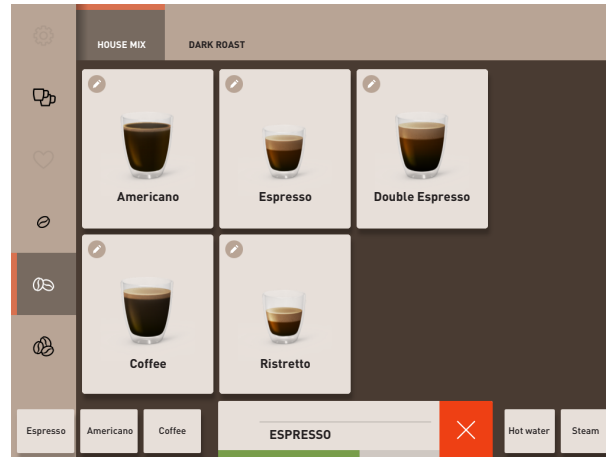 HOUSE MIX
DARK ROAST
Americano
Espresso
Double Espresso
Coffee
Ristretto
Espresso
Americano
Coffee
ESPRESSO
Hot water
Steam